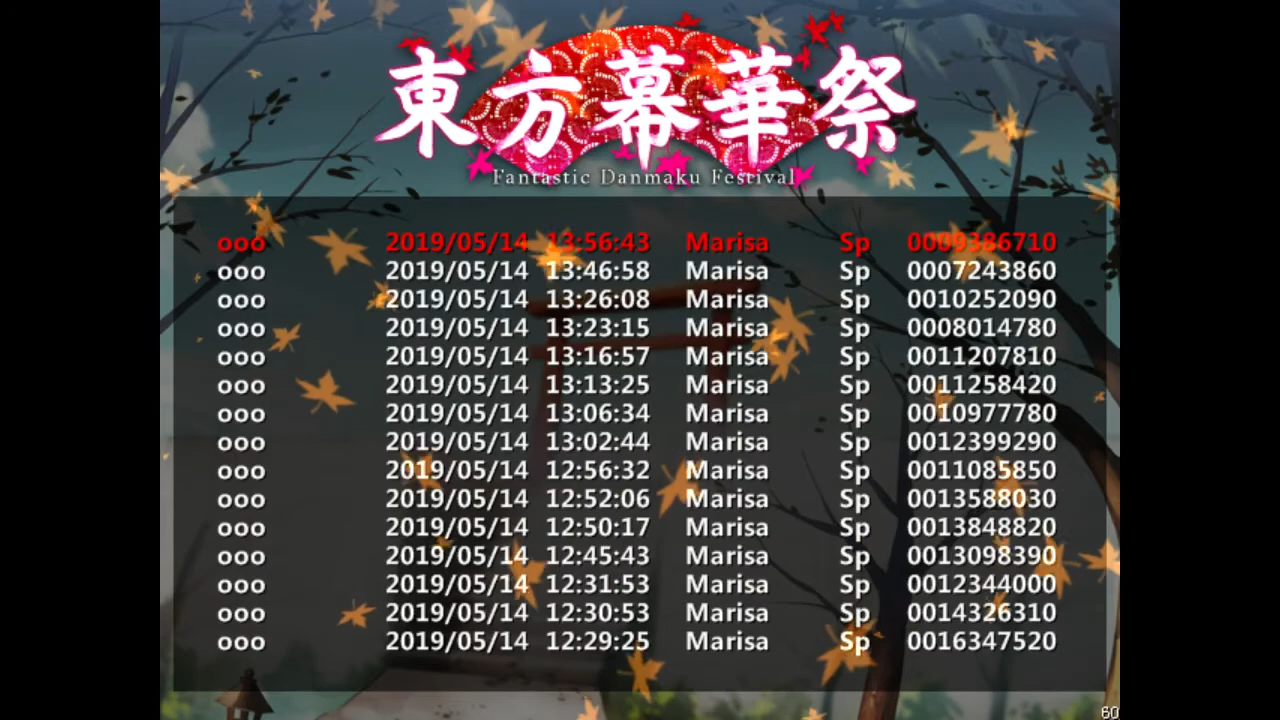 東方幕華祭
Fantastic Danmaku Festival
ooo 2019/05/14 13:56:43 Marisa Sp 0009386710
ooo 2019/05/14 13:46:58 Marisa Sp 0007243860
ooo 2019/05/14 13:26:08 Marisa Sp 0010252090
ooo 2019/05/14 13:23:15 Marisa Sp 0008014780
ooo 2019/05/14 13:16:57 Marisa Sp 0011207810
ooo 2019/05/14 13:13:25 Marisa Sp 0011258420
ooo 2019/05/14 13:06:34 Marisa Sp 0010977780
ooo 2019/05/14 13:02:44 Marisa Sp 0012399290
ooo 2019/05/14 12:56:32 Marisa Sp 0011085850
ooo 2019/05/14 12:52:06 Marisa Sp 0013588030
ooo 2019/05/14 12:50:17 Marisa Sp 0013848820
ooo 2019/05/14 12:45:43 Marisa Sp 0013098390
ooo 2019/05/14 12:31:53 Marisa Sp 0012344000
ooo 2019/05/14 12:30:53 Marisa Sp 0014326310
ooo 2019/05/14 12:29:25 Marisa Sp 0016347520
60